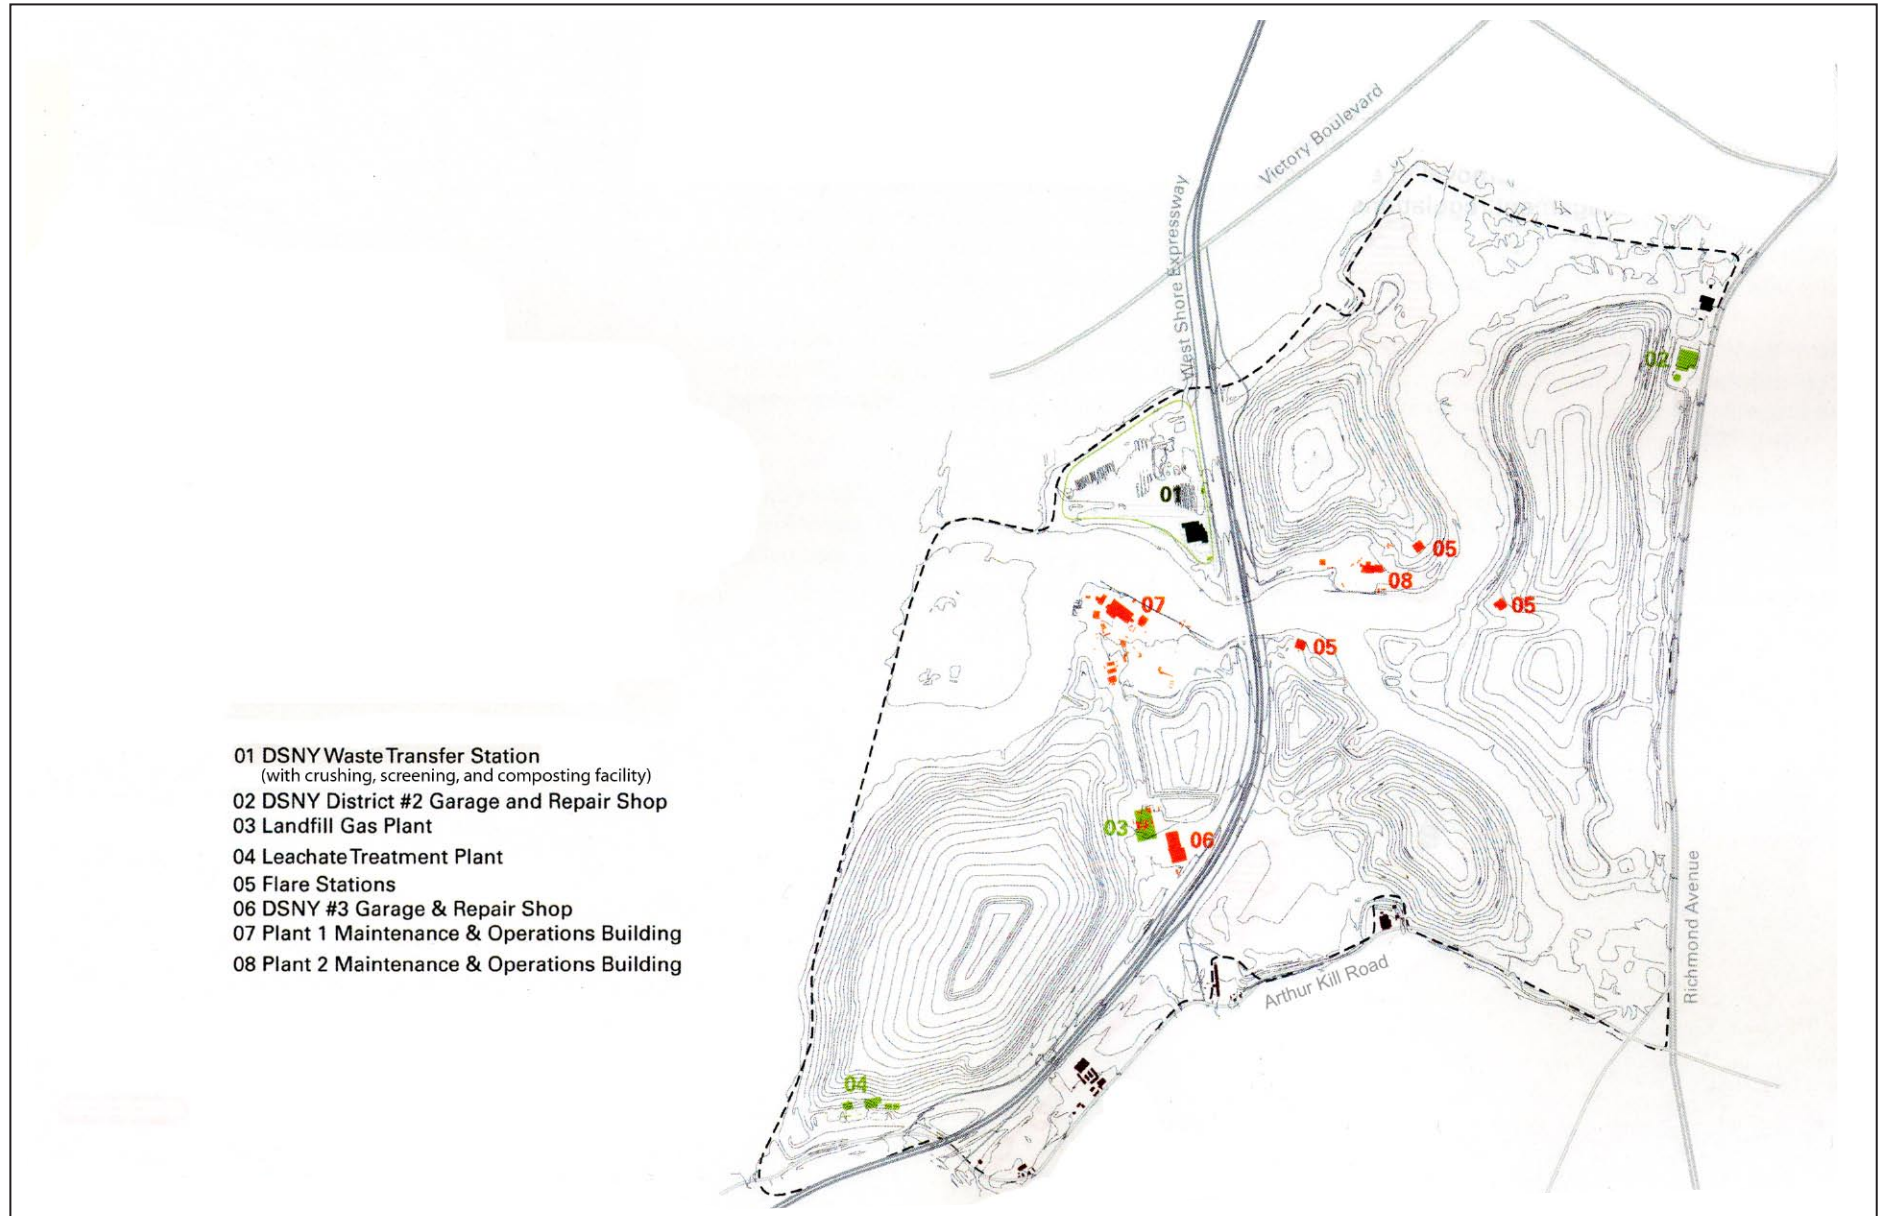 Victory Boulevard
West Shore Expressway
02
01
05
08
07
05
05
03
06
01 DSNY Waste Transfer Station
(with crushing, screening, and composting facility)
02 DSNY District #2 Garage and Repair Shop
03 Landfill Gas Plant
04 Leachate Treatment Plant
05 Flare Stations
06 DSNY #3 Garage & Repair Shop
07 Plant 1 Maintenance & Operations Building
08 Plant 2 Maintenance & Operations Building
Richmond Avenue
Arthur Kill Road
04